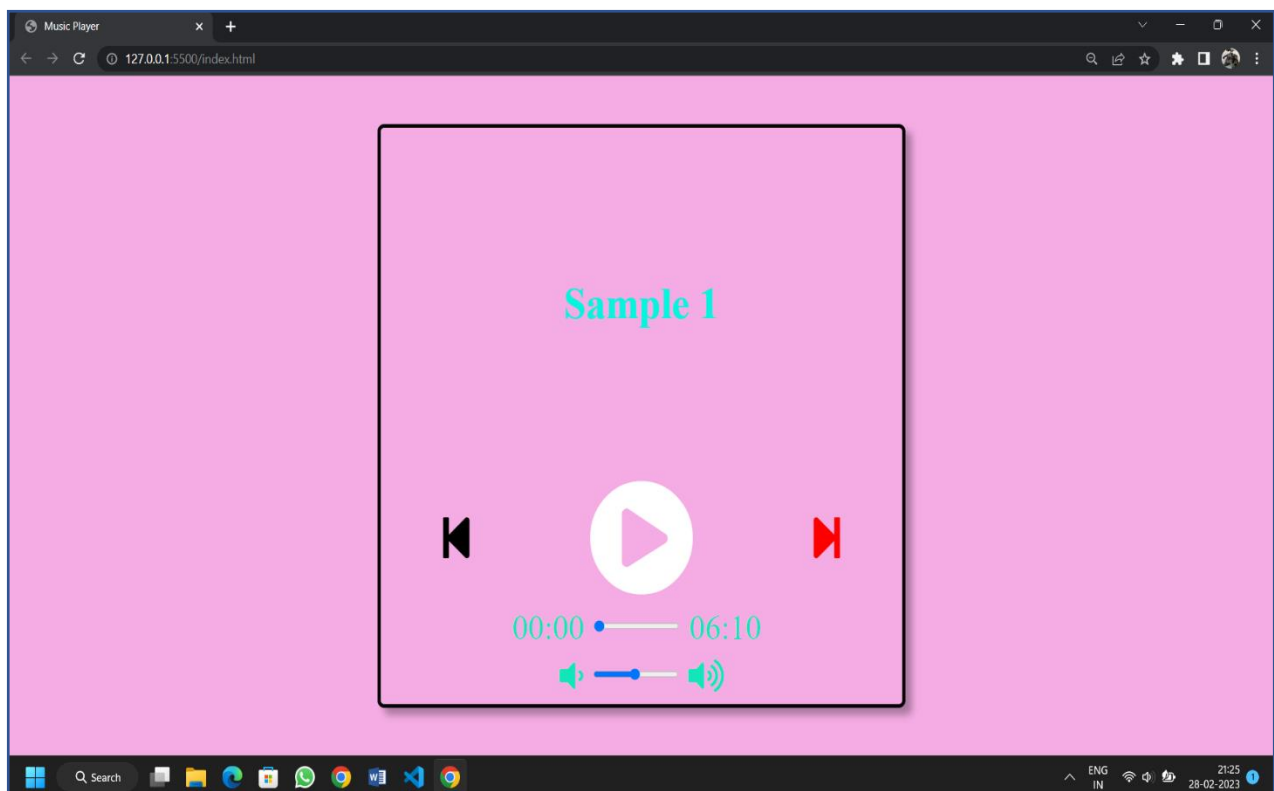 Music Player
127.0.0.1:5500/index.html
Sample 1
00:00 06:10
Search
ENG
IN
21:25
28-02-2023
1